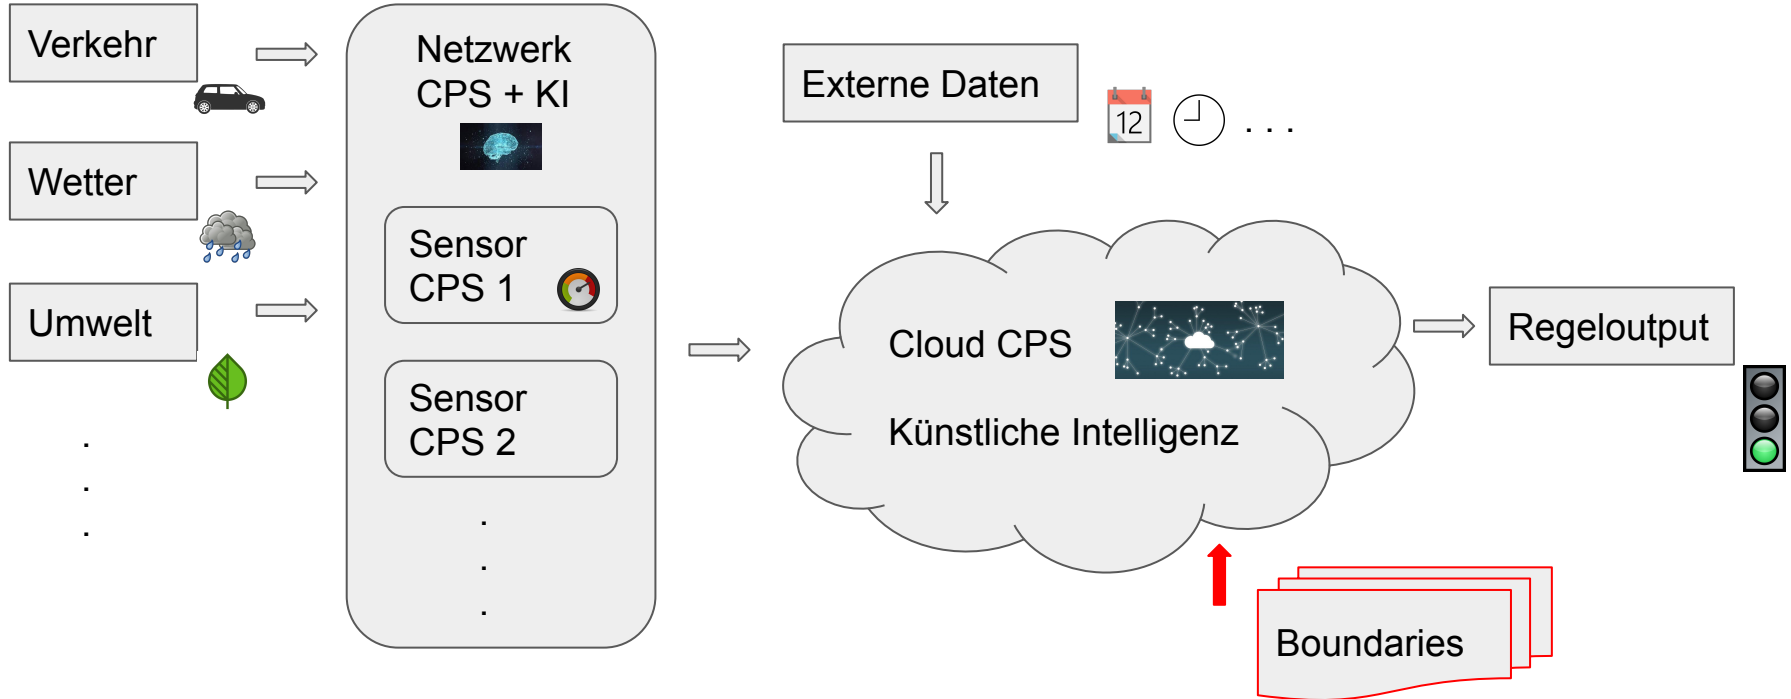 Verkehr
Wetter
Umwelt
.
.
.
Netzwerk
CPS + KI
Sensor
CPS 1
Sensor
CPS 2
.
.
.
Externe Daten
12
. . .
Cloud CPS
Künstliche Intelligenz
Regeloutput
Boundaries